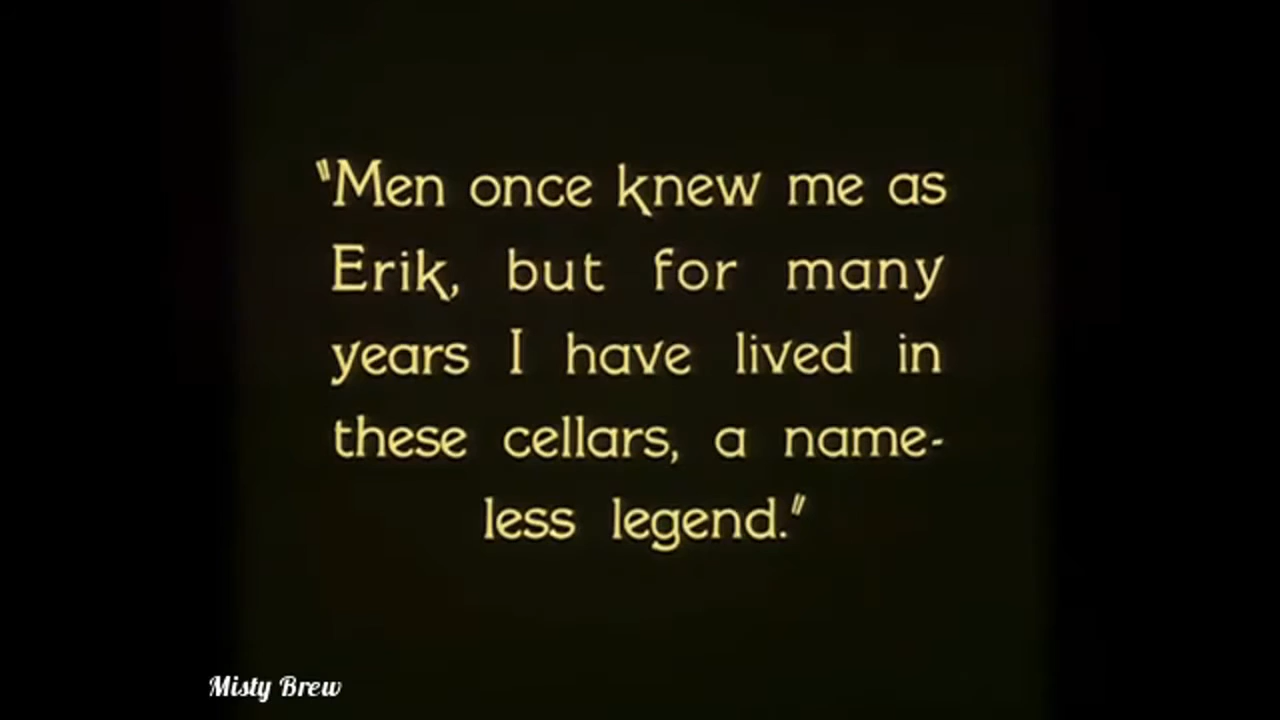 "Men once knew me as
Erik, but for many
years I have lived in
these cellars, a name-
less legend."
Misty Brew